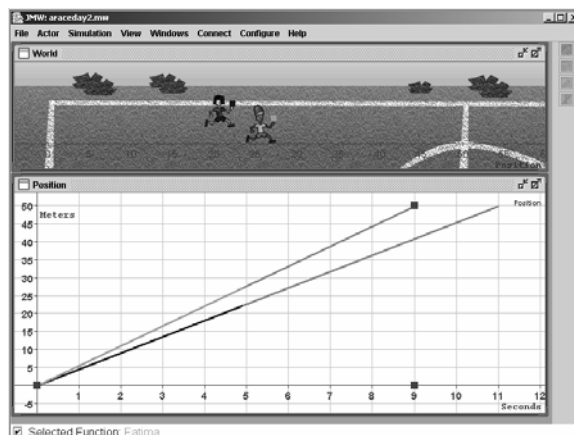 JMW: araceday2.mw
File Actor Simulation View Windows Connect Configure Help
World
Position
Position
50 Meters Position
45
40
35
30
25
20
15
10
5
1 2 3 4 5 6 7 8 9 10 11 12
-5 Seconds
Selected Function: Fatima